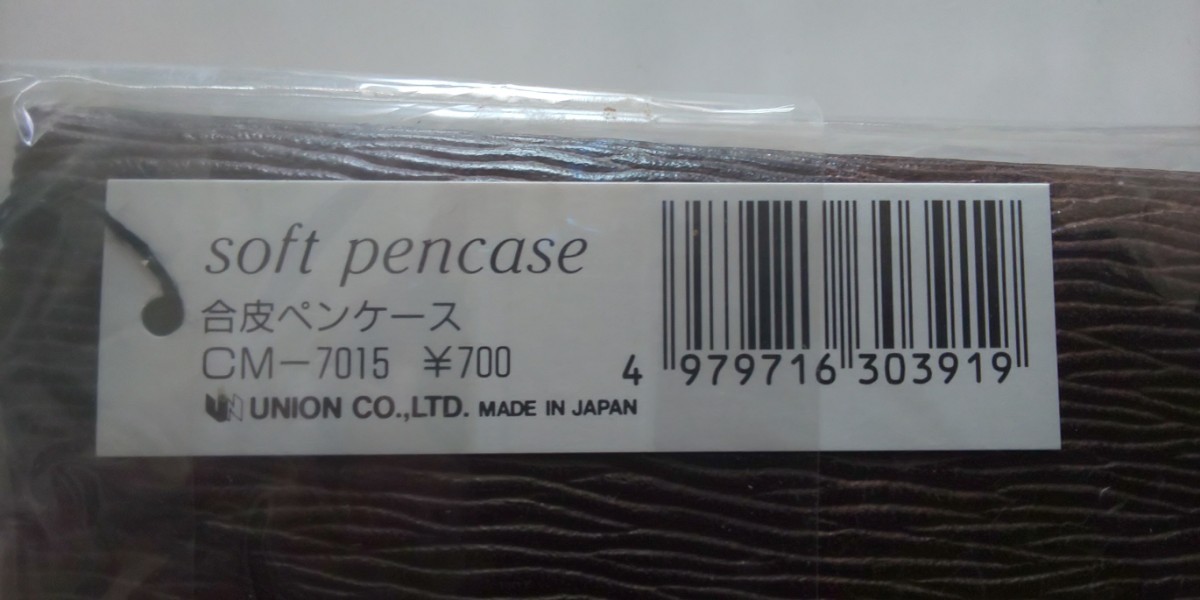 soft pencase
合皮ペンケース
CM-7015 ¥700
UNION CO.,LTD. MADE IN JAPAN
4 979716 303919